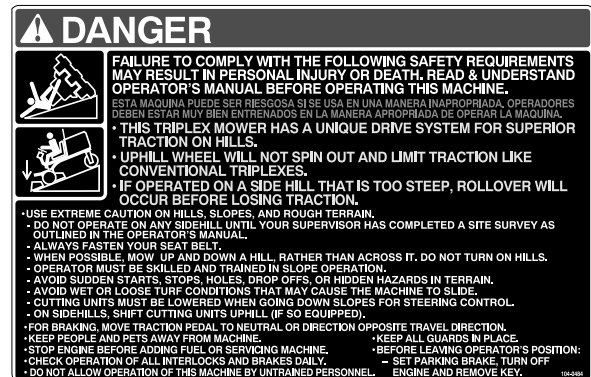 DANGER
FAILURE TO COMPLY WITH THE FOLLOWING SAFETY REQUIREMENTS
MAY RESULT IN PERSONAL INJURY OR DEATH. READ & UNDERSTAND
OPERATOR'S MANUAL BEFORE OPERATING THIS MACHINE.
ESTA MAQUINA PUEDE SER RIESGOSA SI SE USA EN UNA MANERA INAPROPRIADA. OPERADORES
DEBEN ESTAR MUY BIEN ENTRENADOS EN LA MANERA APROPRIADA DE OPERAR LA MAQUINA.
• THIS TRIPLEX MOWER HAS A UNIQUE DRIVE SYSTEM FOR SUPERIOR
TRACTION ON HILLS.
• UPHILL WHEEL WILL NOT SPIN OUT AND LIMIT TRACTION LIKE
CONVENTIONAL TRIPLEXES.
• IF OPERATED ON A SIDE HILL THAT IS TOO STEEP, ROLLOVER WILL
OCCUR BEFORE LOSING TRACTION.
•USE EXTREME CAUTION ON HILLS, SLOPES, AND ROUGH TERRAIN.
- DO NOT OPERATE ON ANY SIDEHILL UNTIL YOUR SUPERVISOR HAS COMPLETED A SITE SURVEY AS
OUTLINED IN THE OPERATOR'S MANUAL.
- ALWAYS FASTEN YOUR SEAT BELT.
- WHEN POSSIBLE, MOW UP AND DOWN A HILL, RATHER THAN ACROSS IT. DO NOT TURN ON HILLS.
- OPERATOR MUST BE SKILLED AND TRAINED IN SLOPE OPERATION.
- AVOID SUDDEN STARTS, STOPS, HOLES, DROP OFFS, OR HIDDEN HAZARDS IN TERRAIN.
- AVOID WET OR LOOSE TURF CONDITIONS THAT MAY CAUSE THE MACHINE TO SLIDE.
- CUTTING UNITS MUST BE LOWERED WHEN GOING DOWN SLOPES FOR STEERING CONTROL.
- ON SIDEHILLS, SHIFT CUTTING UNITS UPHILL (IF SO EQUIPPED).
•FOR BRAKING, MOVE TRACTION PEDAL TO NEUTRAL OR DIRECTION OPPOSITE TRAVEL DIRECTION.
•KEEP PEOPLE AND PETS AWAY FROM MACHINE.
•STOP ENGINE BEFORE ADDING FUEL OR SERVICING MACHINE.
•CHECK OPERATION OF ALL INTERLOCKS AND BRAKES DAILY.
• DO NOT ALLOW OPERATION OF THIS MACHINE BY UNTRAINED PERSONNEL.
•KEEP ALL GUARDS IN PLACE.
•BEFORE LEAVING OPERATOR'S POSITION:
– SET PARKING BRAKE, TURN OFF
ENGINE AND REMOVE KEY.
104-0484